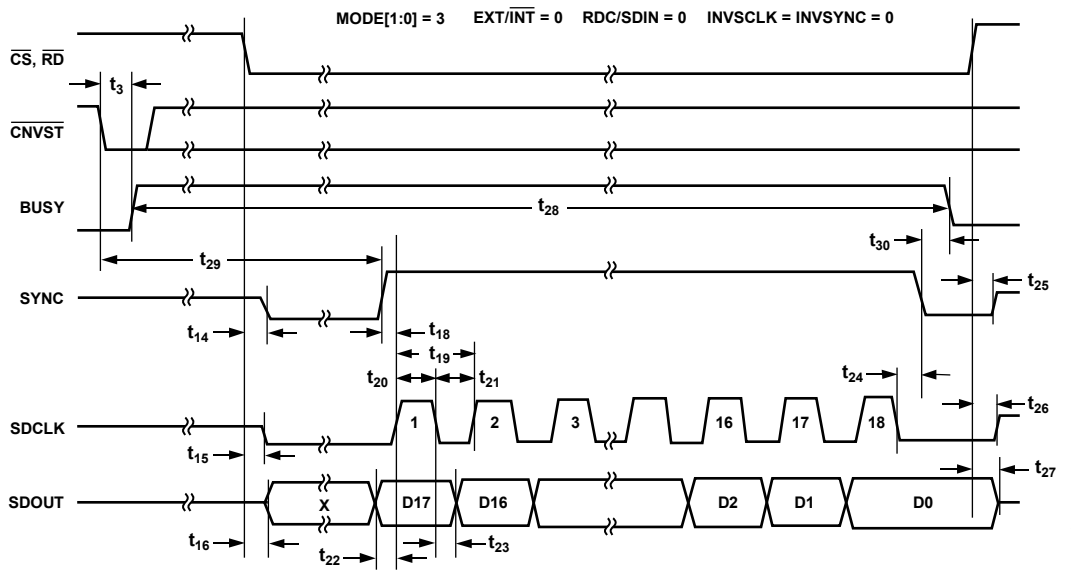 MODE[1:0] = 3 EXT/INT = 0 RDC/SDIN = 0 INVSCLK = INVSYNC = 0
CS, RD
t3
CNVST
BUSY
t28
t30
t29
t25
SYNC
t14
t18
t19
t20
t21
t24
t26
1
2
3
16
17
18
SDCLK
t15
t27
SDOUT
X
D17
D16
D2
D1
D0
t16
t22
t23